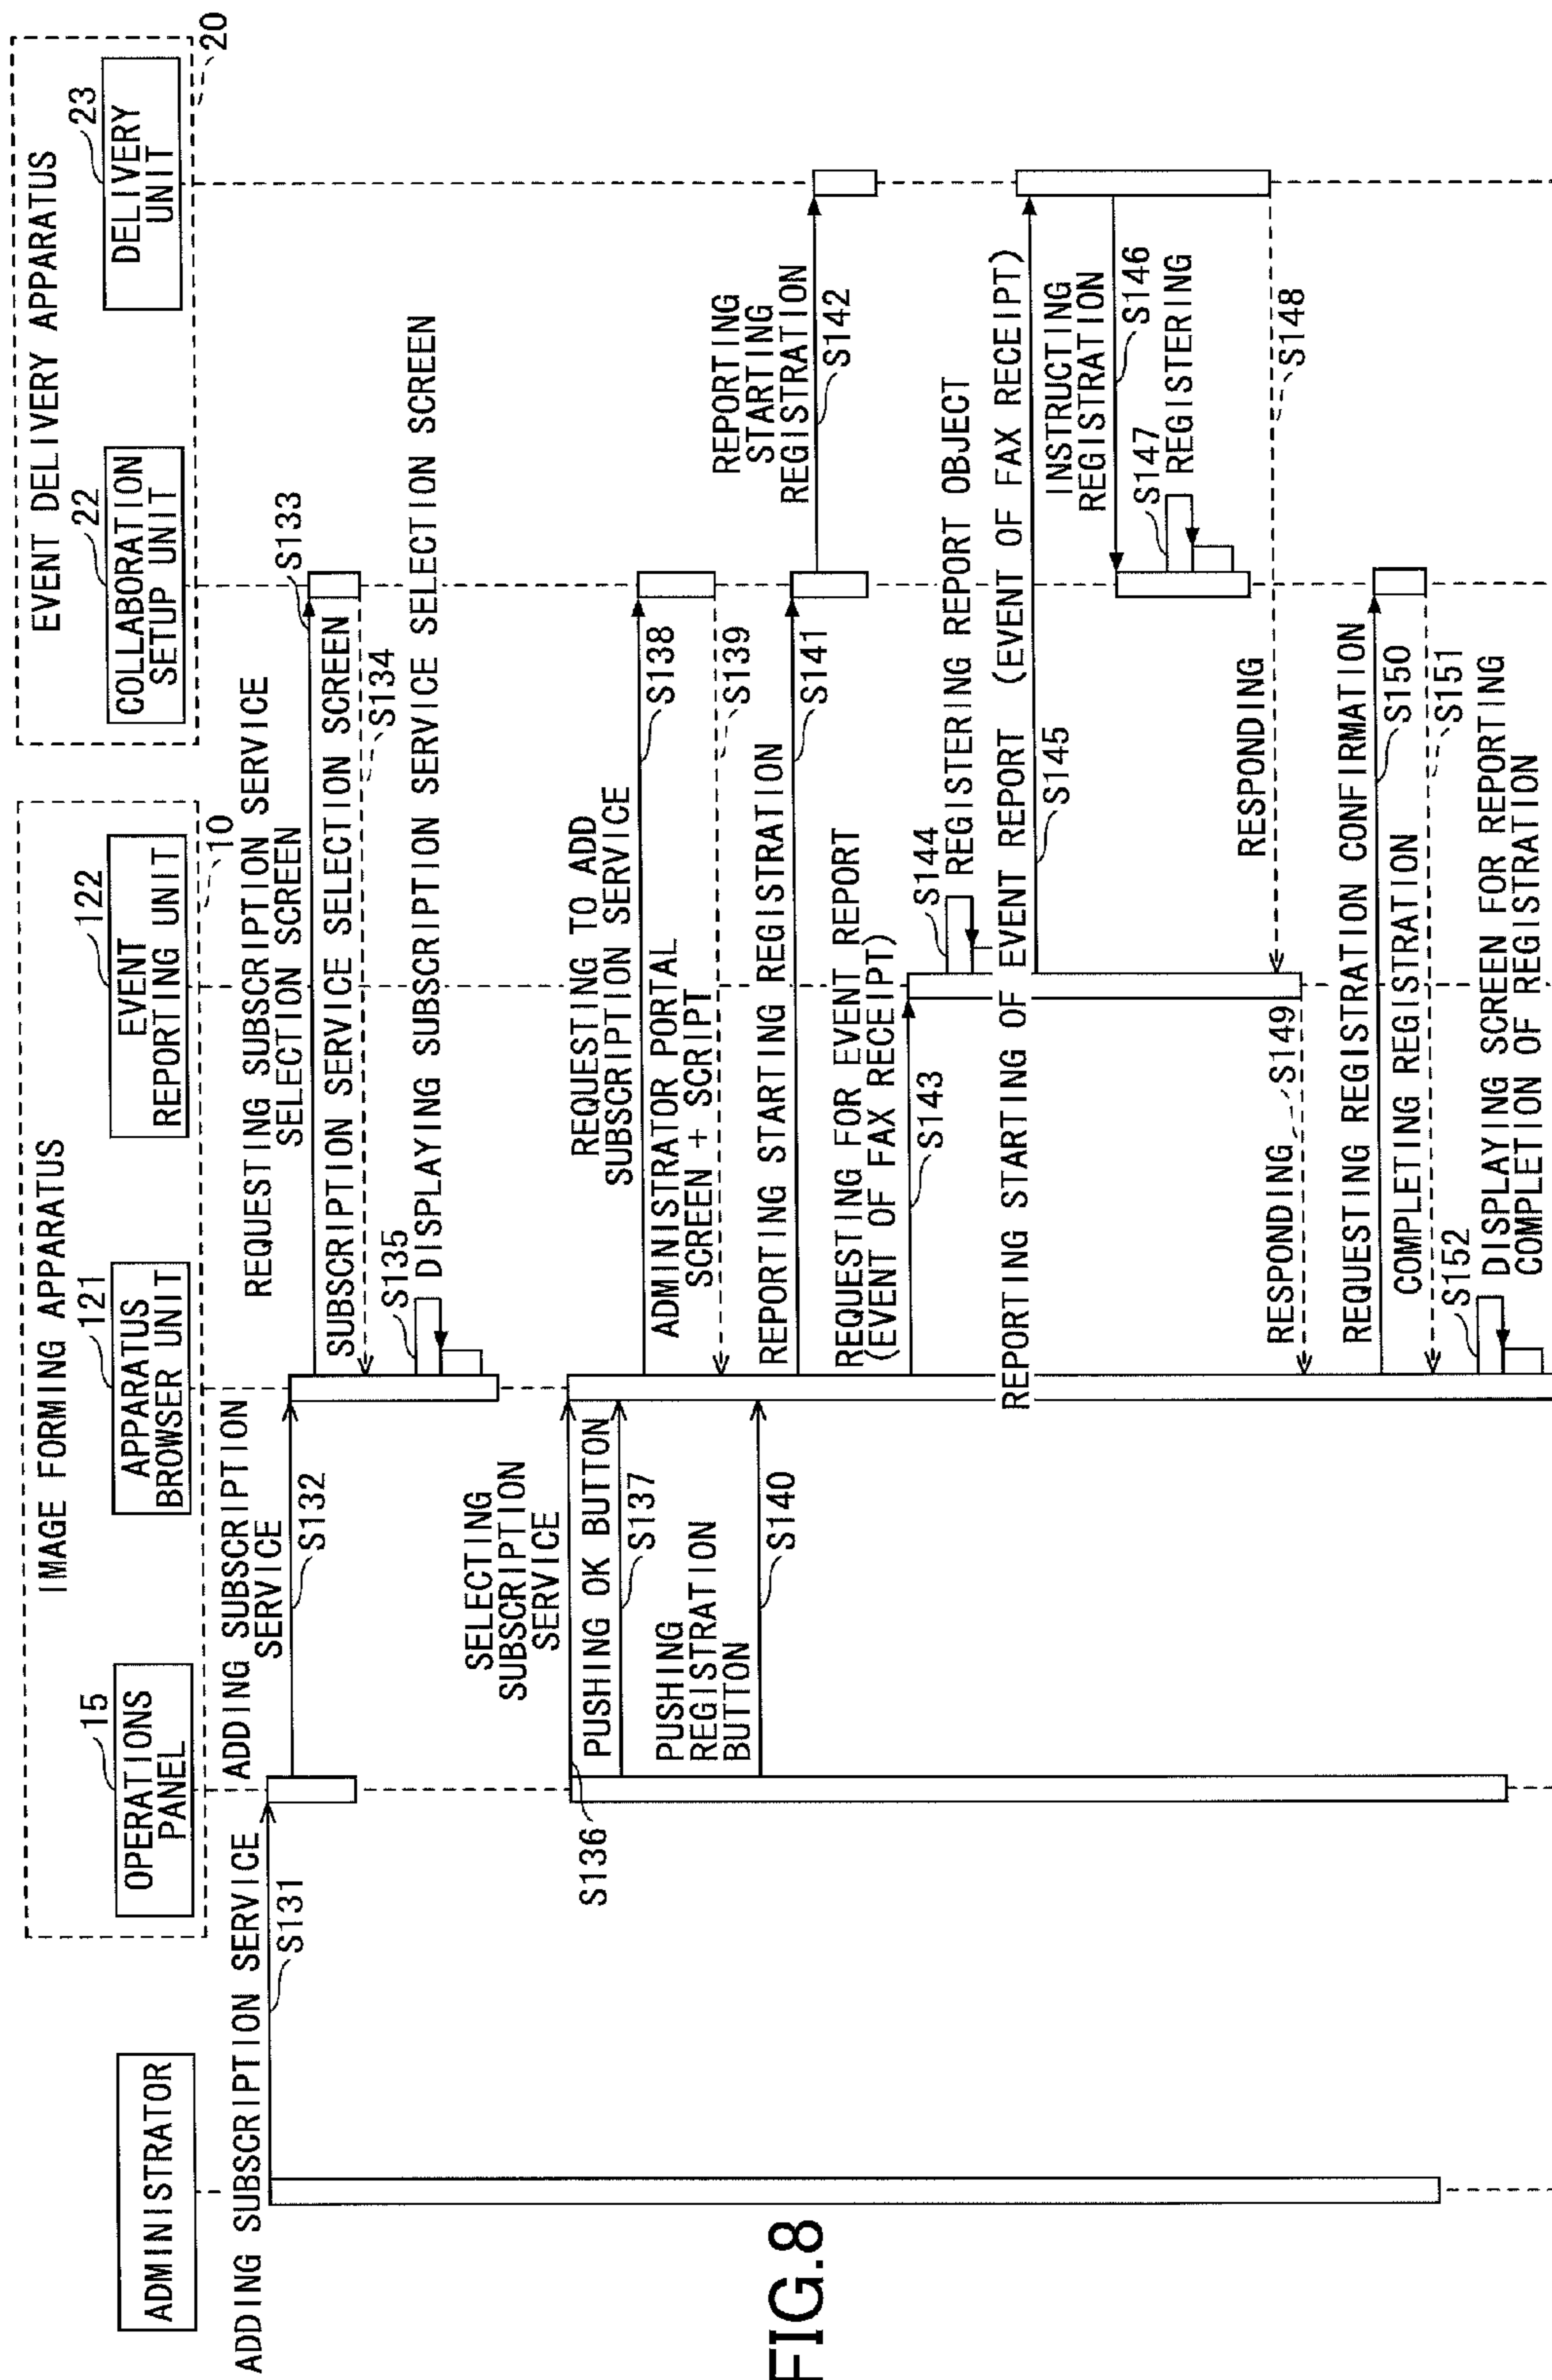 FIG.8
IMAGE FORMING APPARATUS
EVENT DELIVERY APPARATUS
ADMINISTRATOR
15
OPERATIONS
PANEL
121
APPARATUS
BROWSER UNIT
122
EVENT
REPORTING UNIT
10
22
COLLABORATION
SETUP UNIT
23
DELIVERY
UNIT
20
ADDING SUBSCRIPTION SERVICE
S131
ADDING SUBSCRIPTION
SERVICE
S132
REQUESTING SUBSCRIPTION SERVICE
SELECTION SCREEN
S133
SUBSCRIPTION SERVICE SELECTION SCREEN
S134
S135
DISPLAYING SUBSCRIPTION SERVICE SELECTION SCREEN
SELECTING
SUBSCRIPTION
SERVICE
S136
PUSHING OK BUTTON
S137
REQUESTING TO ADD
SUBSCRIPTION SERVICE
S138
ADMINISTRATOR PORTAL
SCREEN + SCRIPT
S139
PUSHING
REGISTRATION
BUTTON
S140
REPORTING STARTING REGISTRATION
S141
REPORTING
STARTING
REGISTRATION
S142
REQUESTING FOR EVENT REPORT
(EVENT OF FAX RECEIPT)
S143
S144
REGISTERING REPORT OBJECT
REPORTING STARTING OF EVENT REPORT (EVENT OF FAX RECEIPT)
S145
INSTRUCTING
REGISTRATION
S146
S147
REGISTERING
RESPONDING
S148
RESPONDING
S149
REQUESTING REGISTRATION CONFIRMATION
S150
COMPLETING REGISTRATION
S151
S152
DISPLAYING SCREEN FOR REPORTING
COMPLETION OF REGISTRATION